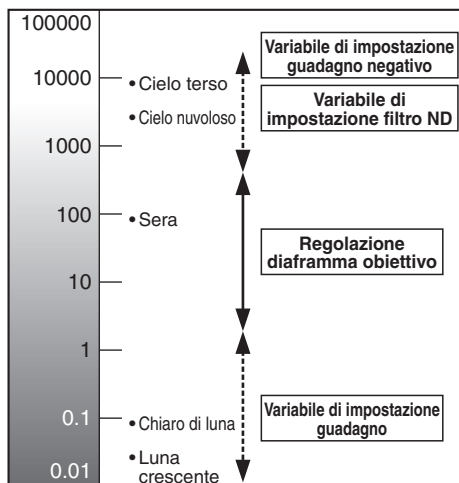 100000
10000
1000
100
10
1
0.1
0.01
• Cielo terso
• Cielo nuvoloso
• Sera
• Chiaro di luna
• Luna
crescente
Variabile di impostazione
guadagno negativo
Variabile di
impostazione filtro ND
Regolazione
diaframma obiettivo
Variabile di impostazione
guadagno